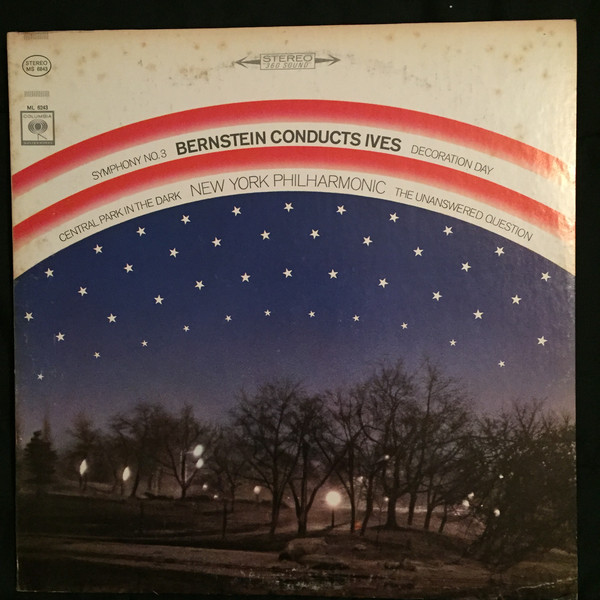 STEREO
MS 6843
STEREO
360 SOUND
ML 6243
COLUMBIA
SYMPHONY NO. 3 BERNSTEIN CONDUCTS IVES DECORATION DAY
CENTRAL PARK IN THE DARK NEW YORK PHILHARMONIC THE UNANSWERED QUESTION